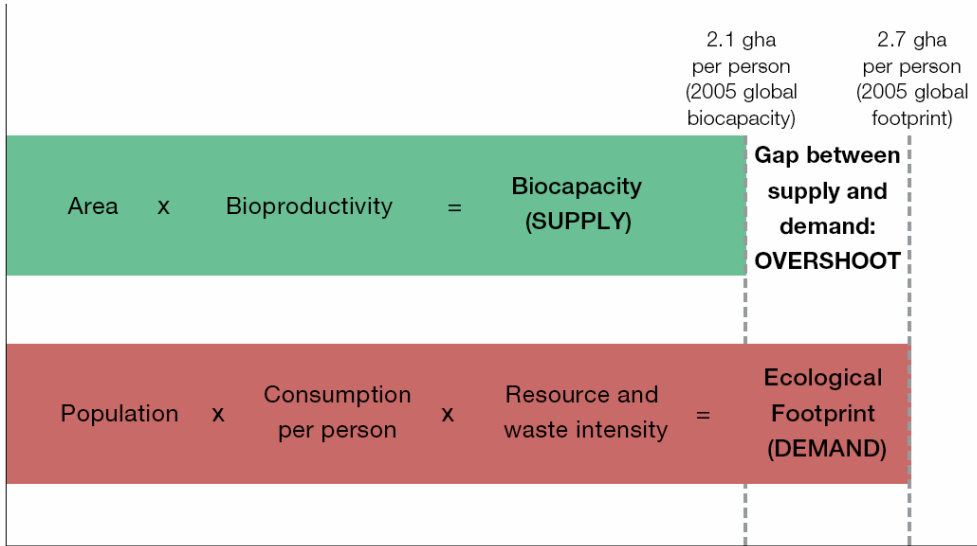 2.1 gha
per person
(2005 global
biocapacity)
2.7 gha
per person
(2005 global
footprint)
Area x Bioproductivity = Biocapacity
(SUPPLY)
Gap between
supply and
demand:
OVERSHOOT
Population x Consumption
per person x Resource and
waste intensity = Ecological
Footprint
(DEMAND)